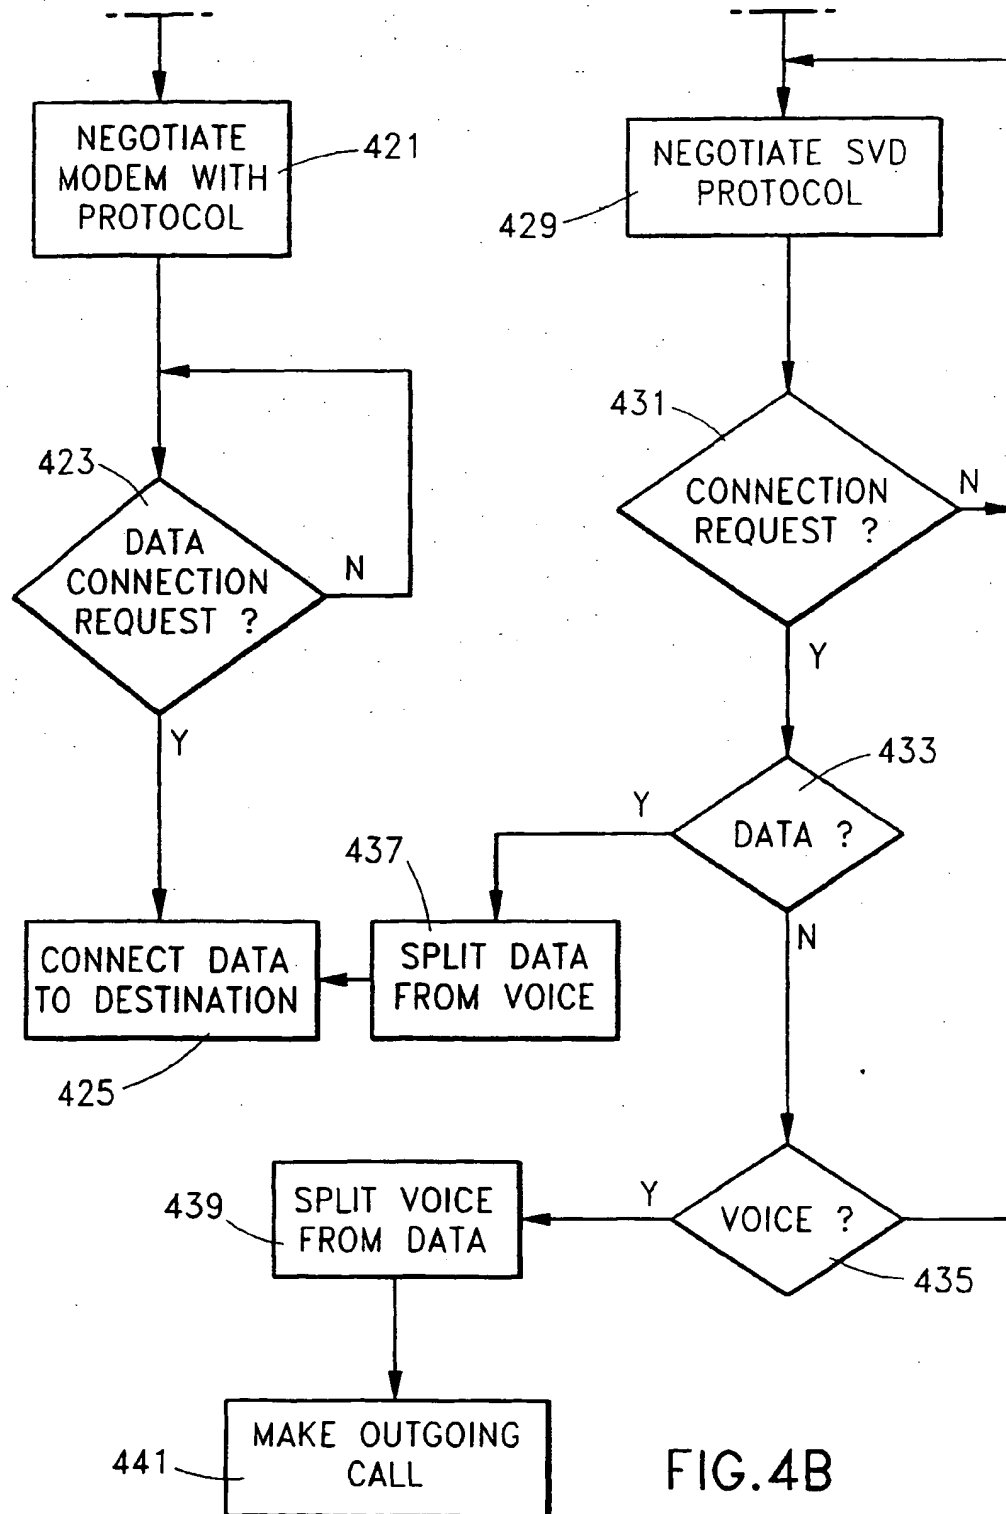 NEGOTIATE
MODEM WITH
PROTOCOL
421
NEGOTIATE SVD
PROTOCOL
429
423
DATA
CONNECTION
REQUEST ?
N
Y
431
CONNECTION
REQUEST ?
N
Y
433
DATA ?
Y
N
437
SPLIT DATA
FROM VOICE
CONNECT DATA
TO DESTINATION
425
VOICE ?
Y
435
439
SPLIT VOICE
FROM DATA
MAKE OUTGOING
CALL
441
FIG.4B